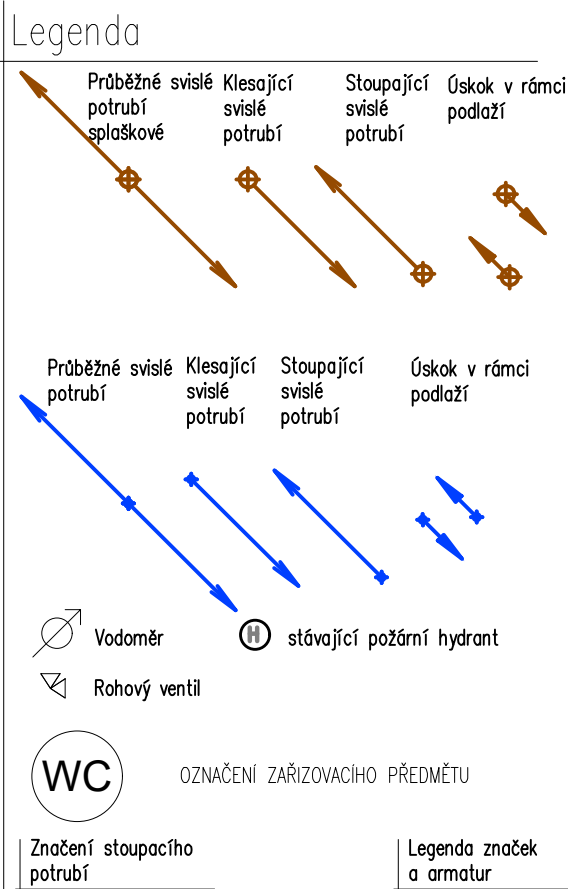 Legenda
Průběžné svislé
potrubí
splaškové
Klesající
svislé
potrubí
Stoupající
svislé
potrubí
Úskok v rámci
podlaží
Průběžné svislé
potrubí
Klesající
svislé
potrubí
Stoupající
svislé
potrubí
Úskok v rámci
podlaží
Vodoměr
H stávající požární hydrant
Rohový ventil
WC OZNAČENÍ ZAŘIZOVACÍHO PŘEDMĚTU
Značení stoupacího
potrubí
Legenda značek
a armatur